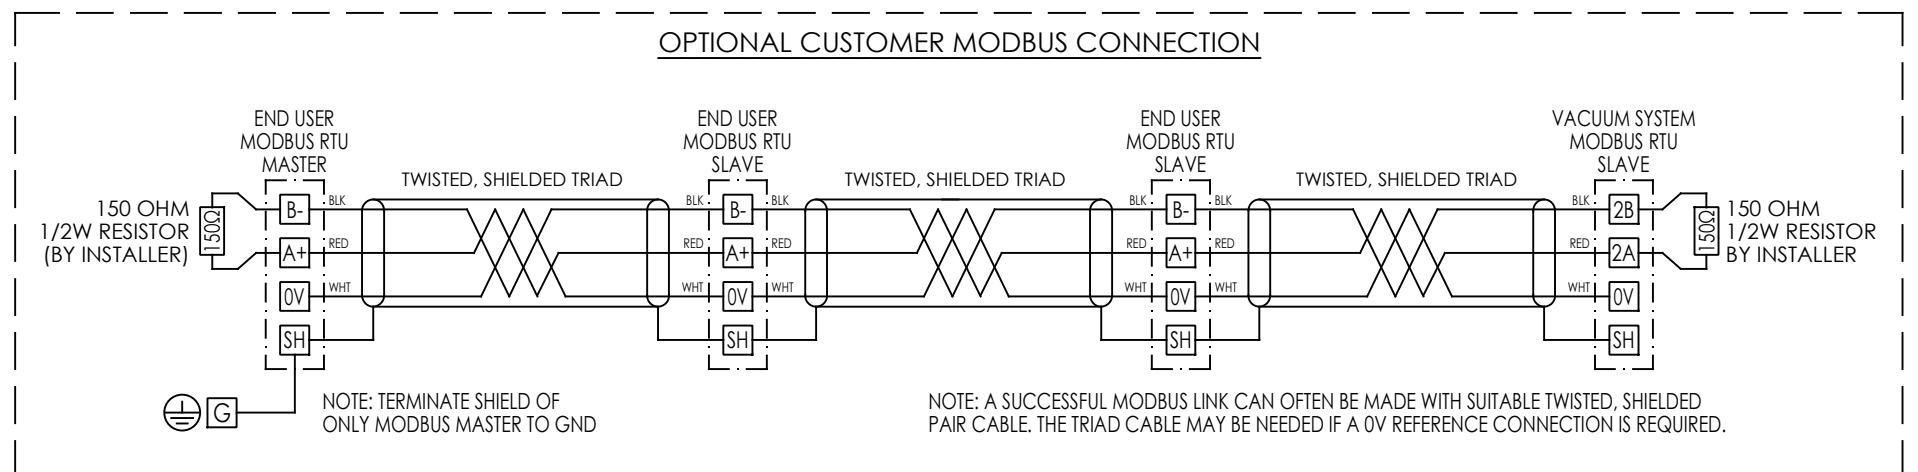 OPTIONAL CUSTOMER MODBUS CONNECTION
END USER
MODBUS RTU
MASTER
END USER
MODBUS RTU
SLAVE
END USER
MODBUS RTU
SLAVE
VACUUM SYSTEM
MODBUS RTU
SLAVE
TWISTED, SHIELDED TRIAD
TWISTED, SHIELDED TRIAD
TWISTED, SHIELDED TRIAD
150 OHM
1/2W RESISTOR
(BY INSTALLER)
150Ω
B- BLK BLK B- BLK BLK B- BLK BLK 2B
A+ RED RED A+ RED RED A+ RED RED 2A
0V WHT WHT 0V WHT WHT 0V WHT WHT 0V
SH SH SH SH
150Ω
150 OHM
1/2W RESISTOR
BY INSTALLER
G
NOTE: TERMINATE SHIELD OF
ONLY MODBUS MASTER TO GND
NOTE: A SUCCESSFUL MODBUS LINK CAN OFTEN BE MADE WITH SUITABLE TWISTED, SHIELDED
PAIR CABLE. THE TRIAD CABLE MAY BE NEEDED IF A 0V REFERENCE CONNECTION IS REQUIRED.